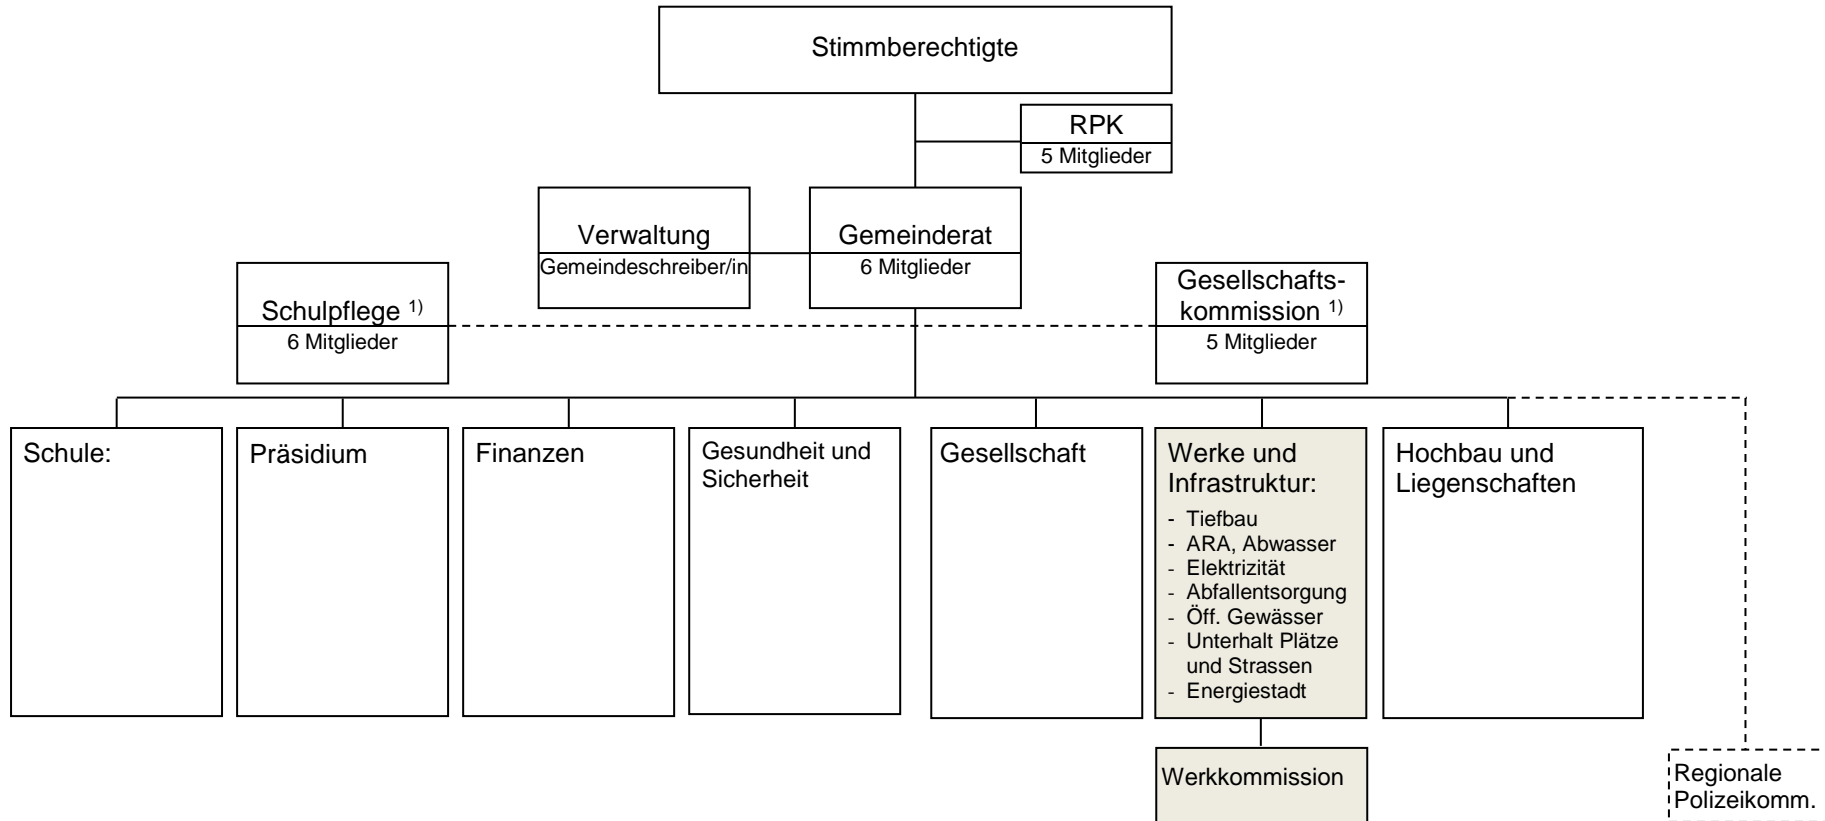 Stimmberechtigte
RPK
5 Mitglieder
Verwaltung
Gemeindeschreiber/in
Gemeinderat
6 Mitglieder
Schulpflege 1)
6 Mitglieder
Gesellschafts-
kommission 1)
5 Mitglieder
Schule:
Präsidium
Finanzen
Gesundheit und
Sicherheit
Gesellschaft
Werke und
Infrastruktur:
- Tiefbau
- ARA, Abwasser
- Elektrizität
- Abfallentsorgung
- Öff. Gewässer
- Unterhalt Plätze
und Strassen
- Energiestadt
Hochbau und
Liegenschaften
Werkkommission
Regionale
Polizeikomm.